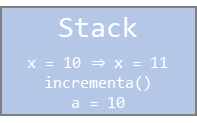 Stack
x = 10 ⇒ x = 11
incrementa()
a = 10